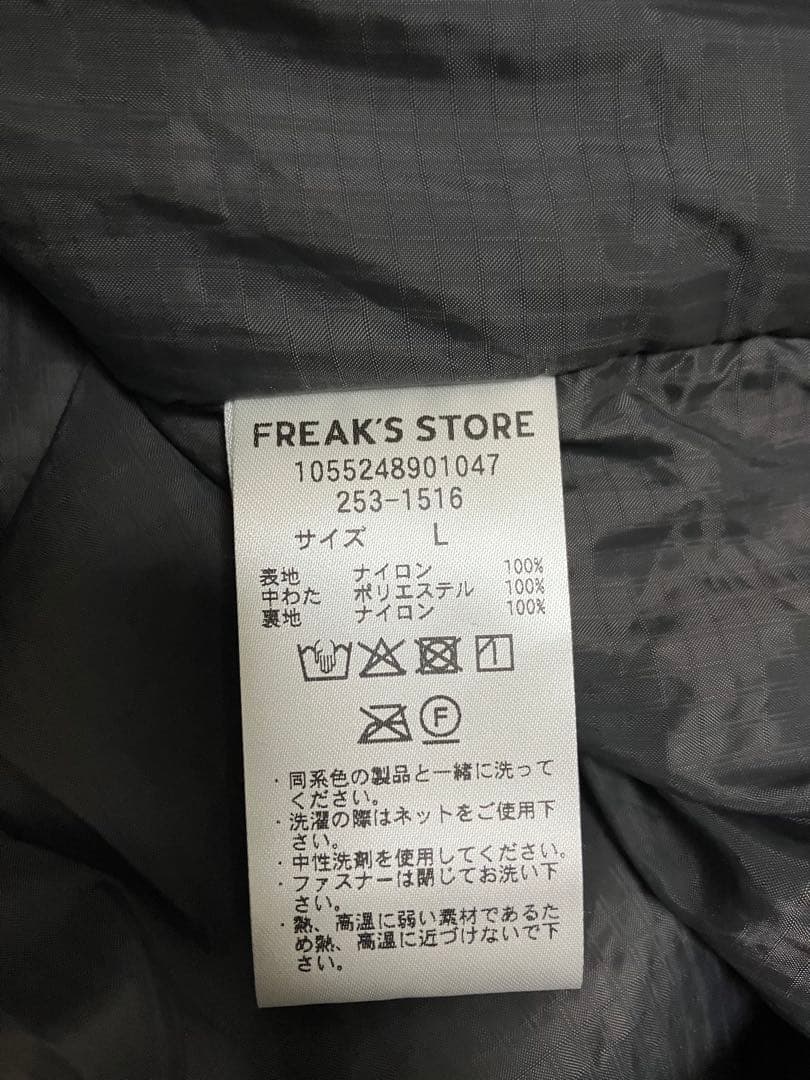 FREAK'S STORE
1055248901047
253-1516
サイズ L
表地 ナイロン 100%
中わた ポリエステル 100%
裏地 ナイロン 100%
F
・同系色の製品と一緒に洗って
ください。
・洗濯の際はネットをご使用下
さい。
・中性洗剤を使用してください。
・ファスナーは閉じてお洗い下
さい。
・熱、高温に弱い素材であるた
め熱、高温に近づけないで下
さい。